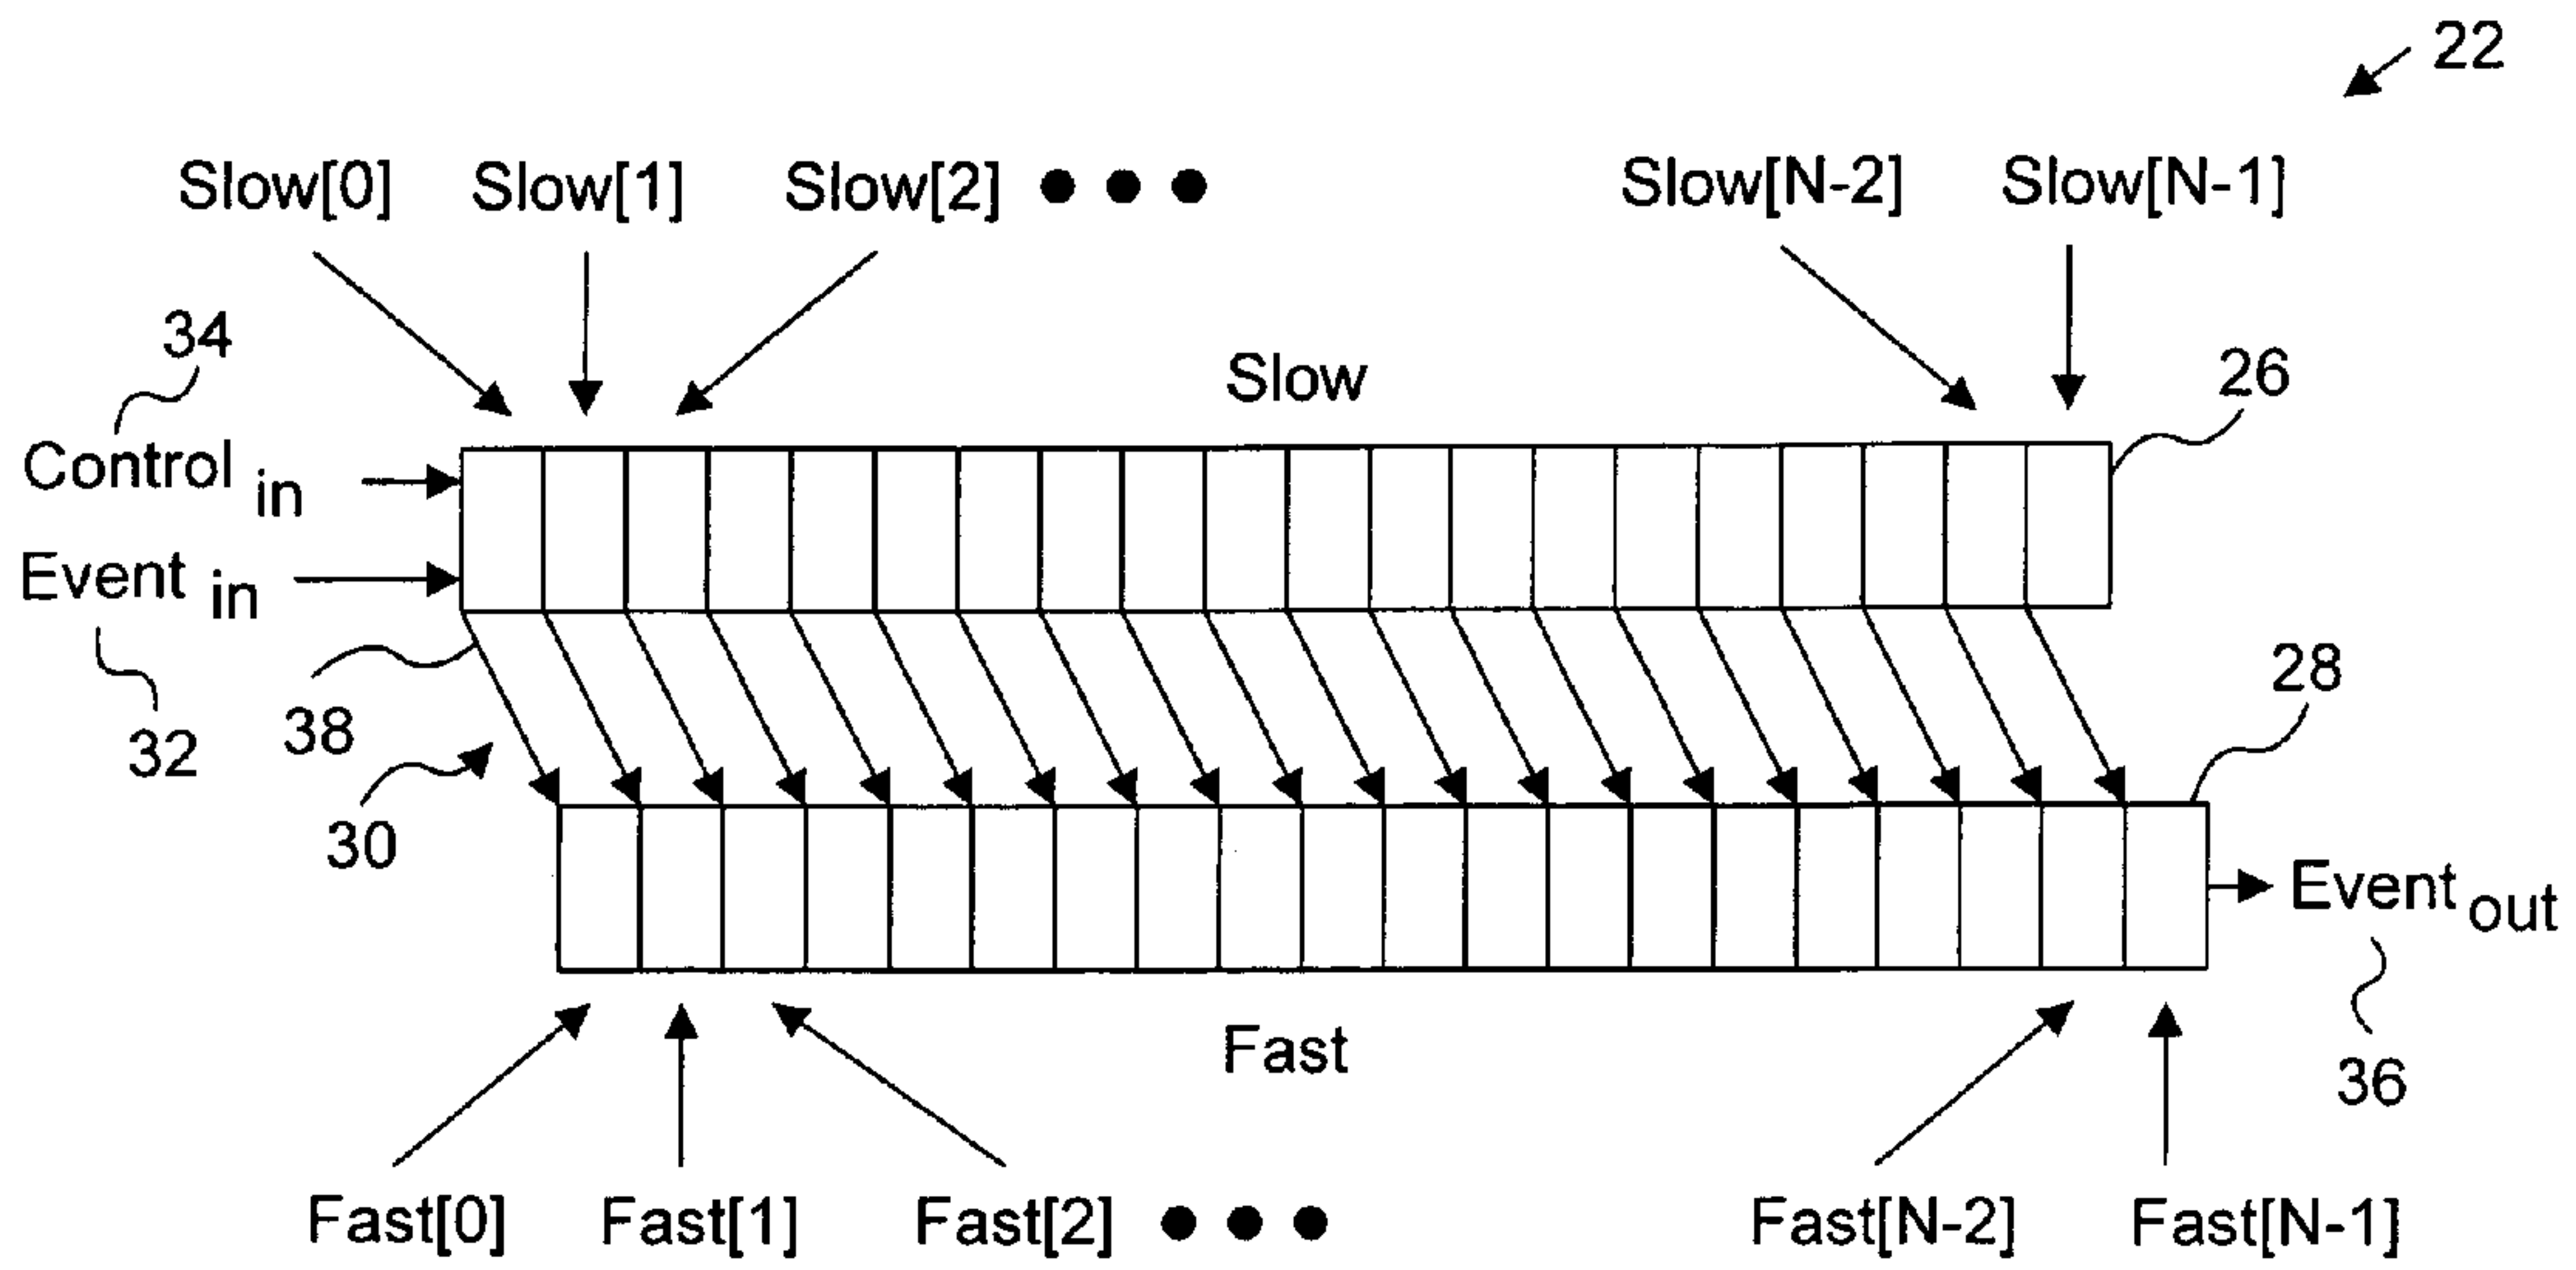 22
Slow[0] Slow[1] Slow[2] ● ● ● Slow[N-2] Slow[N-1]
34
Slow
26
Control in
Event in
38
32
28
30
Event out
Fast
36
Fast[0] Fast[1] Fast[2] ● ● ● Fast[N-2] Fast[N-1]